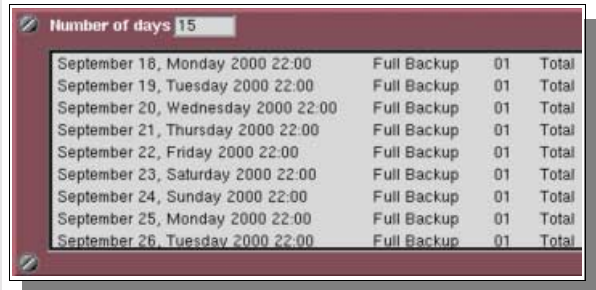 Number of days 15
September 18, Monday 2000 22:00 Full Backup 01 Total
September 19, Tuesday 2000 22:00 Full Backup 01 Total
September 20, Wednesday 2000 22:00 Full Backup 01 Total
September 21, Thursday 2000 22:00 Full Backup 01 Total
September 22, Friday 2000 22:00 Full Backup 01 Total
September 23, Saturday 2000 22:00 Full Backup 01 Total
September 24, Sunday 2000 22:00 Full Backup 01 Total
September 25, Monday 2000 22:00 Full Backup 01 Total
September 26, Tuesday 2000 22:00 Full Backup 01 Total